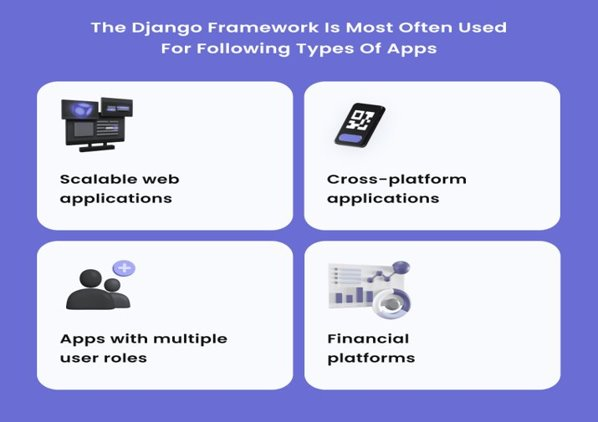 The Django Framework Is Most Often Used
For Following Types Of Apps
Scalable web
applications
Cross-platform
applications
Apps with multiple
user roles
Financial
platforms